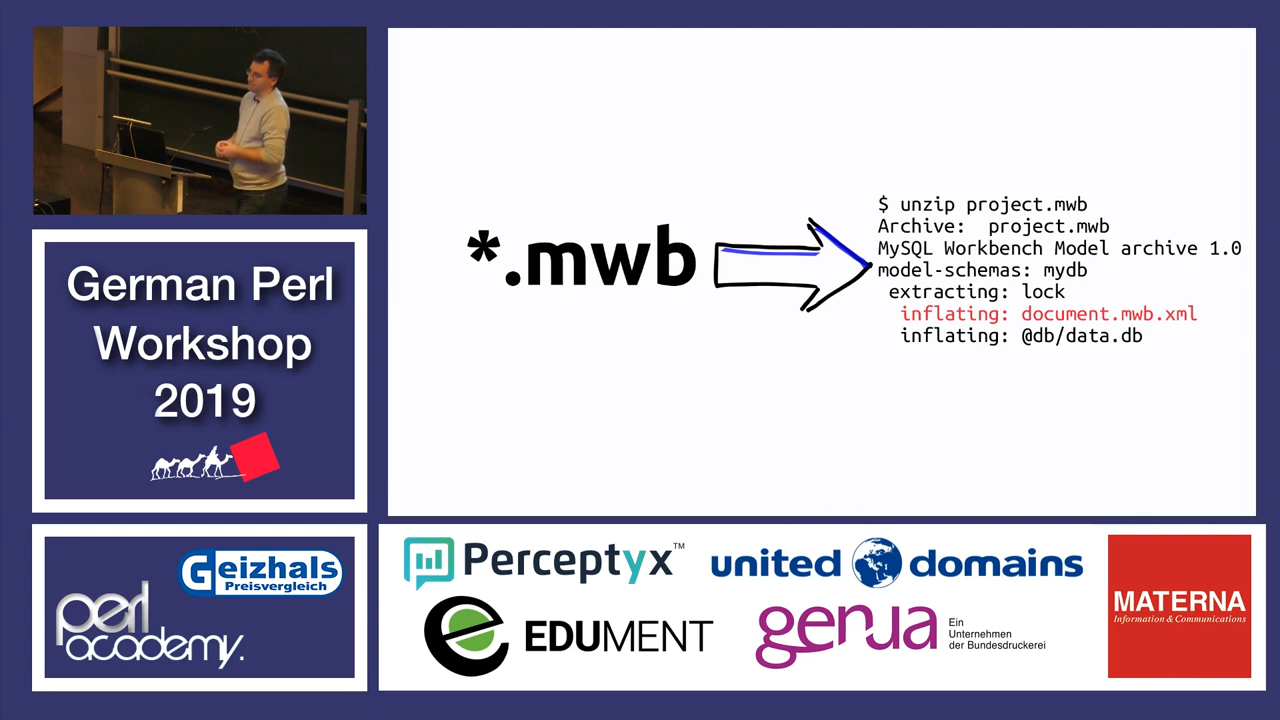 *.mwb
$ unzip project.mwb
Archive:  project.mwb
MySQL Workbench Model archive 1.0
model-schemas: mydb
 extracting: lock
  inflating: document.mwb.xml
  inflating: @db/data.db
German Perl
Workshop
2019
Geizhals
Preisvergleich
perl
academy.
Perceptyx™
united domains
EDUMENT
genua
Ein
Unternehmen
der Bundesdruckerei
MATERNA
Information & Communications